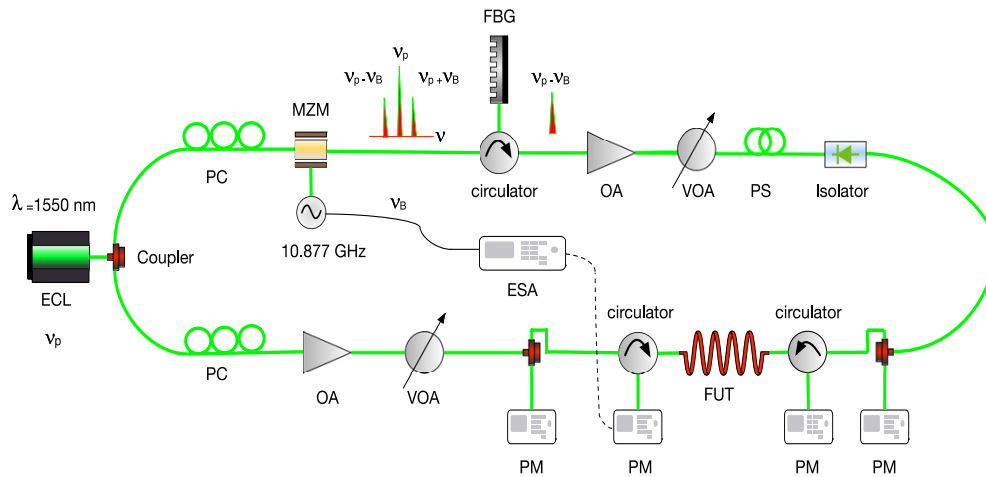 FBG
νp
νp-νB
νp+νB
νp-νB
MZM
ν
PC
circulator
OA
VOA
PS
Isolator
λ=1550 nm
νB
Coupler
10.877 GHz
ESA
circulator
circulator
ECL
νp
PC
OA
VOA
FUT
PM
PM
PM
PM